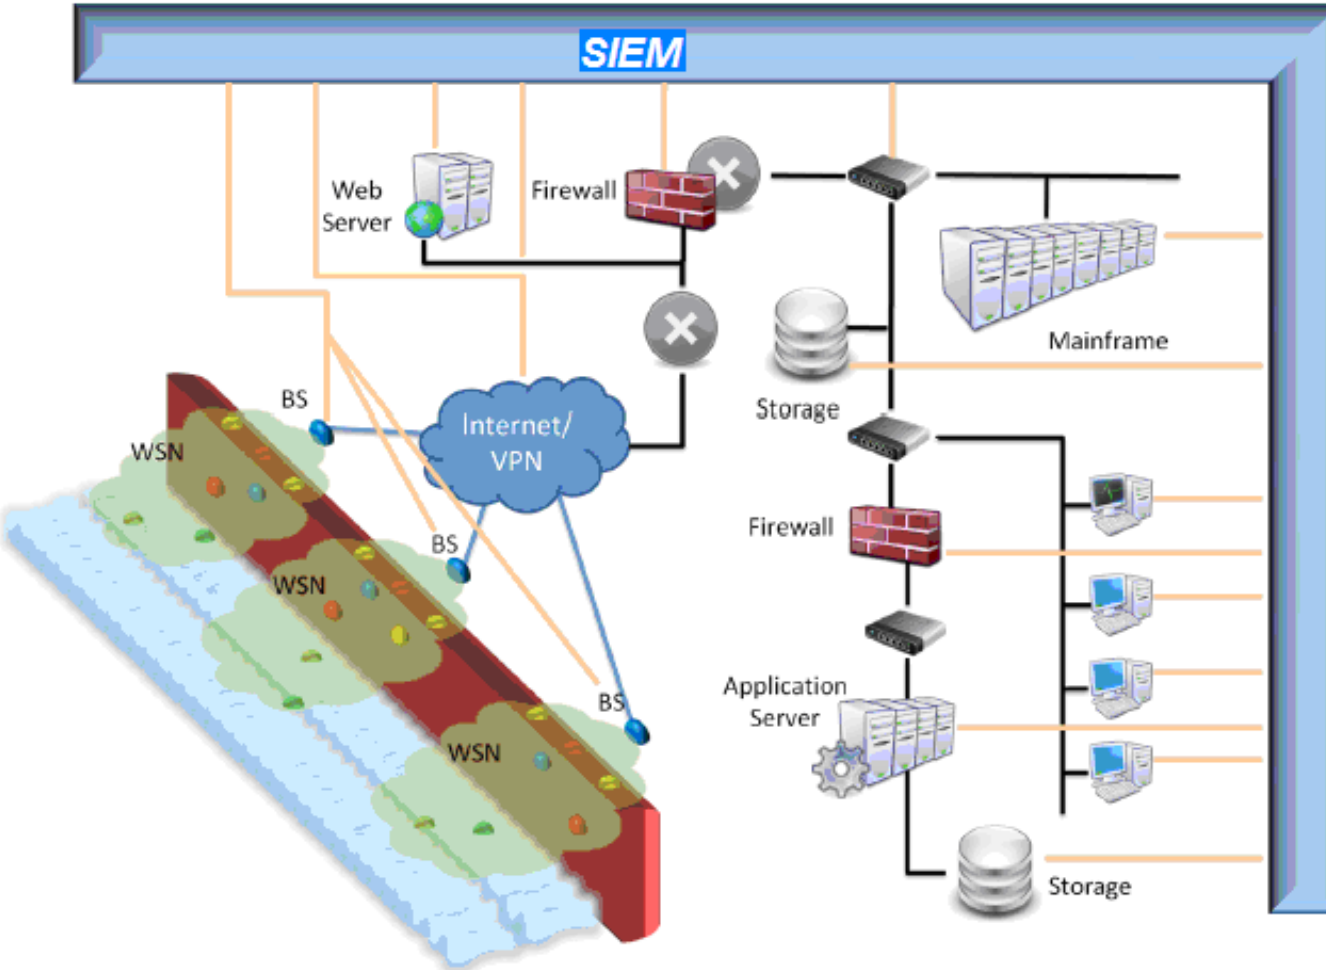 SIEM
Web
Server
Firewall
Mainframe
Storage
BS
Internet/
VPN
WSN
Firewall
BS
WSN
Application
Server
BS
WSN
Storage